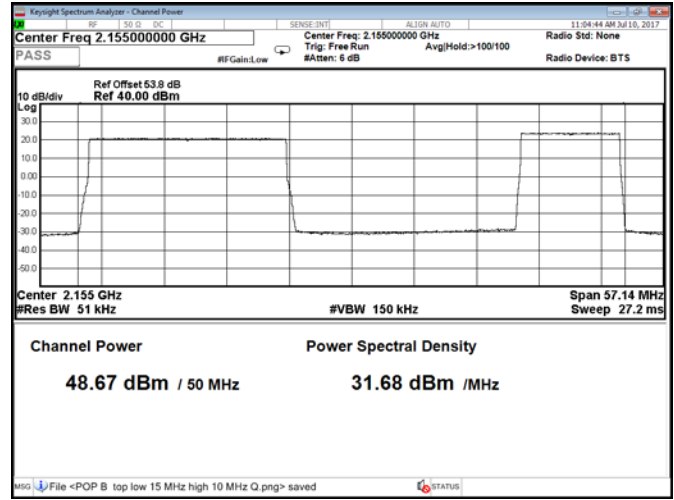 Keysight Spectrum Analyzer - Channel Power
RF 50 Ω DC SENSE:INT ALIGN AUTO 11:04:44 AM Jul 10, 2017
Center Freq 2.155000000 GHz Center Freq: 2.155000000 GHz Radio Std: None
PASS Trig: Free Run Avg|Hold:>100/100
#IFGain:Low #Atten: 6 dB Radio Device: BTS
Ref Offset 53.8 dB
10 dB/div Ref 40.00 dBm
Log
30.0
20.0
10.0
0.00
-10.0
-20.0
-30.0
-40.0
-50.0
Center 2.155 GHz Span 57.14 MHz
#Res BW 51 kHz #VBW 150 kHz Sweep 27.2 ms
Channel Power Power Spectral Density
48.67 dBm / 50 MHz 31.68 dBm /MHz
MSG File <POP B top low 15 MHz high 10 MHz Q.png> saved STATUS